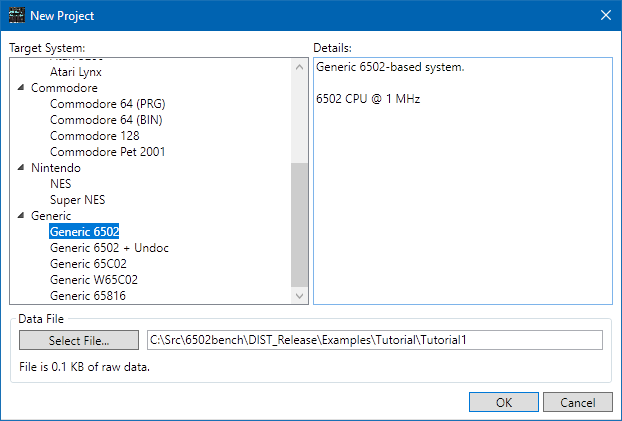 New Project
Target System:
Atari Lynx
Commodore
Commodore 64 (PRG)
Commodore 64 (BIN)
Commodore 128
Commodore Pet 2001
Nintendo
NES
Super NES
Generic
Generic 6502
Generic 6502 + Undoc
Generic 65C02
Generic W65C02
Generic 65816
Details:
Generic 6502-based system.
6502 CPU @ 1 MHz
Data File
Select File...
C:\Src\6502bench\DIST_Release\Examples\Tutorial\Tutorial1
File is 0.1 KB of raw data.
OK
Cancel